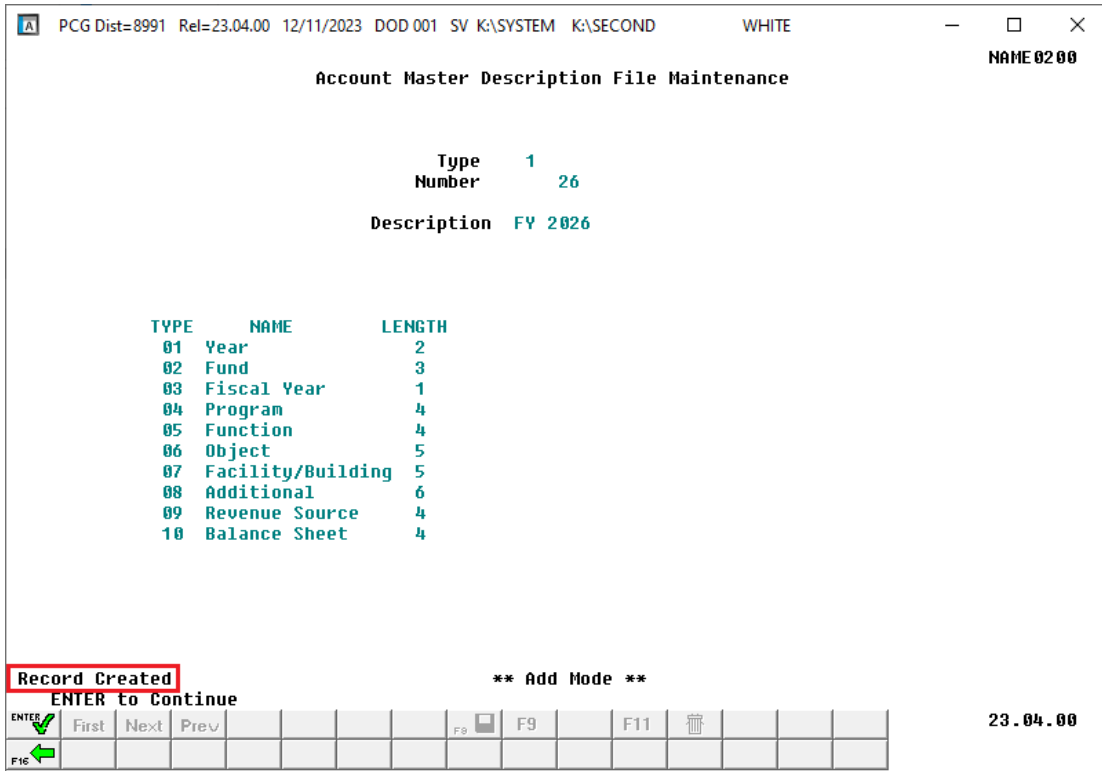 A PCG Dist=8991 Rel=23.04.00 12/11/2023 DOD 001 SV K:\SYSTEM K:\SECOND WHITE
NAME0200
Account Master Description File Maintenance
Type 1
Number 26
Description FY 2026
TYPE NAME LENGTH
01 Year 2
02 Fund 3
03 Fiscal Year 1
04 Program 4
05 Function 4
06 Object 5
07 Facility/Building 5
08 Additional 6
09 Revenue Source 4
10 Balance Sheet 4
Record Created ** Add Mode **
ENTER to Continue
ENTER First Next Prev F9 F9 F11 23.04.00
F16